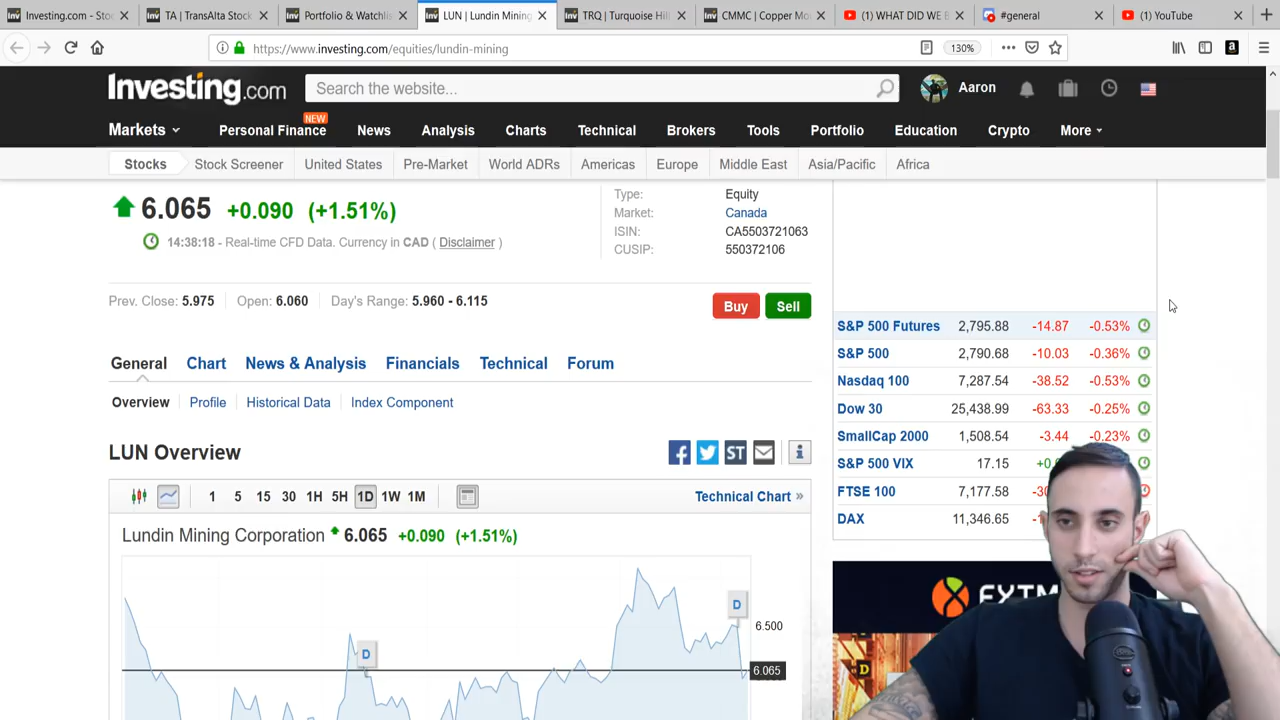 Investing.com - Stoc
TA | TransAlta Stock
Portfolio & Watchlis
LUN | Lundin Mining
TRQ | Turquoise Hil
CMMC | Copper Mo
(1) WHAT DID WE B
#general
(1) YouTube
https://www.investing.com/equities/lundin-mining
130%
Investing.com
Search the website...
Aaron
NEW
Markets
Personal Finance
News
Analysis
Charts
Technical
Brokers
Tools
Portfolio
Education
Crypto
More
Stocks
Stock Screener
United States
Pre-Market
World ADRs
Americas
Europe
Middle East
Asia/Pacific
Africa
6.065 +0.090 (+1.51%)
14:38:18 - Real-time CFD Data. Currency in CAD ( Disclaimer )
Type: Equity
Market: Canada
ISIN: CA5503721063
CUSIP: 550372106
Prev. Close: 5.975
Open: 6.060
Day's Range: 5.960 - 6.115
Buy
Sell
General
Chart
News & Analysis
Financials
Technical
Forum
Overview
Profile
Historical Data
Index Component
LUN Overview
ST
1 5 15 30 1H 5H 1D 1W 1M
Technical Chart »
Lundin Mining Corporation 6.065 +0.090 (+1.51%)
D
D
6.500
6.065
S&P 500 Futures 2,795.88 -14.87 -0.53%
S&P 500 2,790.68 -10.03 -0.36%
Nasdaq 100 7,287.54 -38.52 -0.53%
Dow 30 25,438.99 -63.33 -0.25%
SmallCap 2000 1,508.54 -3.44 -0.23%
S&P 500 VIX 17.15
FTSE 100 7,177.58
DAX 11,346.65